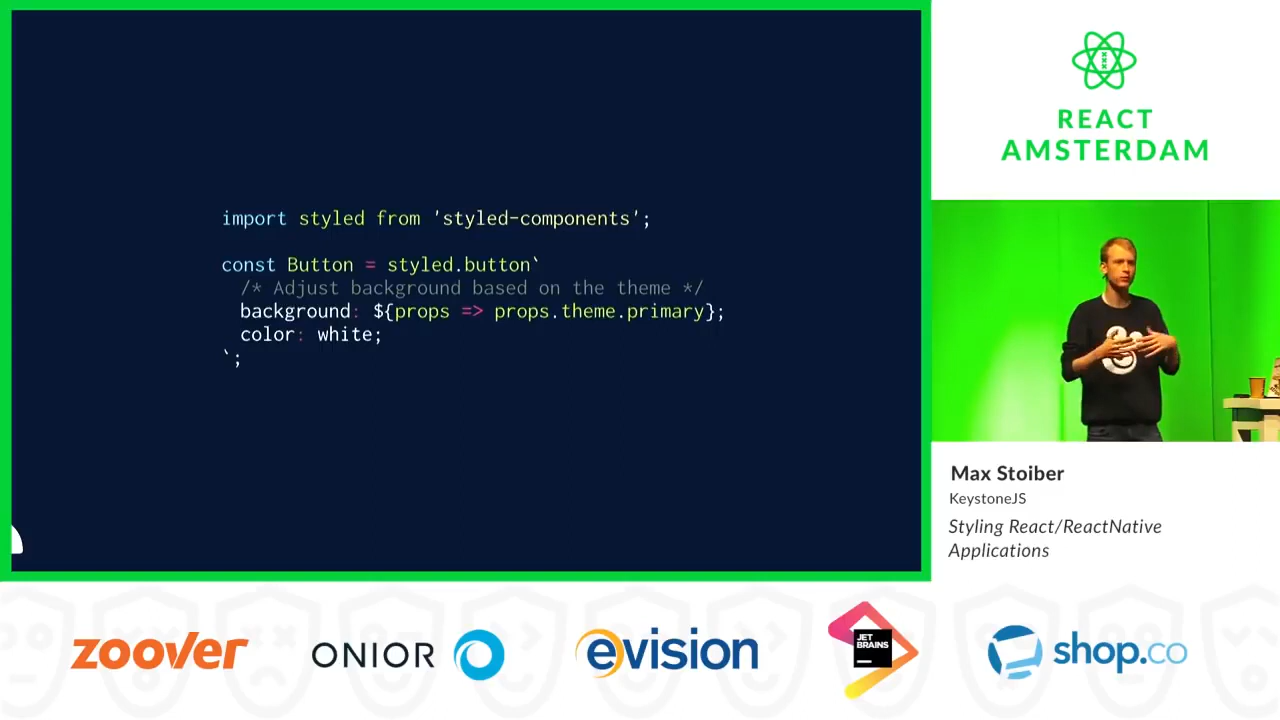 import styled from 'styled-components';
const Button = styled.button`
/* Adjust background based on the theme */
background: ${props => props.theme.primary};
color: white;
`;
REACT
AMSTERDAM
Max Stoiber
KeystoneJS
Styling React/ReactNative
Applications
zoover
ONIOR
evision
JET
BRAINS
shop.co